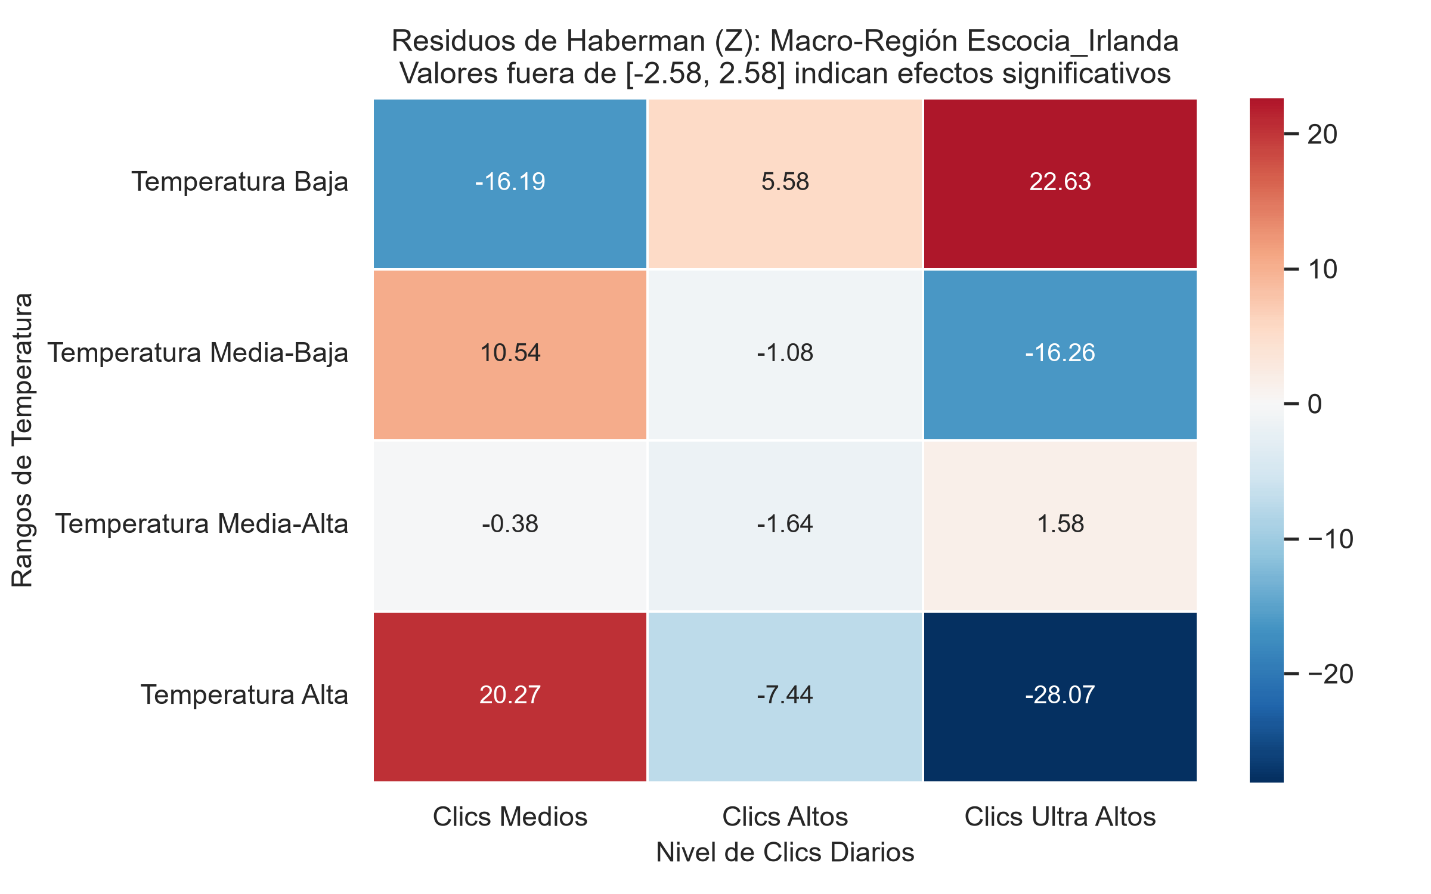 Residuos de Haberman (Z): Macro-Región Escocia_Irlanda
Valores fuera de [-2.58, 2.58] indican efectos significativos
Rangos de Temperatura
Temperatura Baja
-16.19
5.58
22.63
Temperatura Media-Baja
10.54
-1.08
-16.26
Temperatura Media-Alta
-0.38
-1.64
1.58
Temperatura Alta
20.27
-7.44
-28.07
Clics Medios
Clics Altos
Clics Ultra Altos
Nivel de Clics Diarios
20
10
0
−10
−20